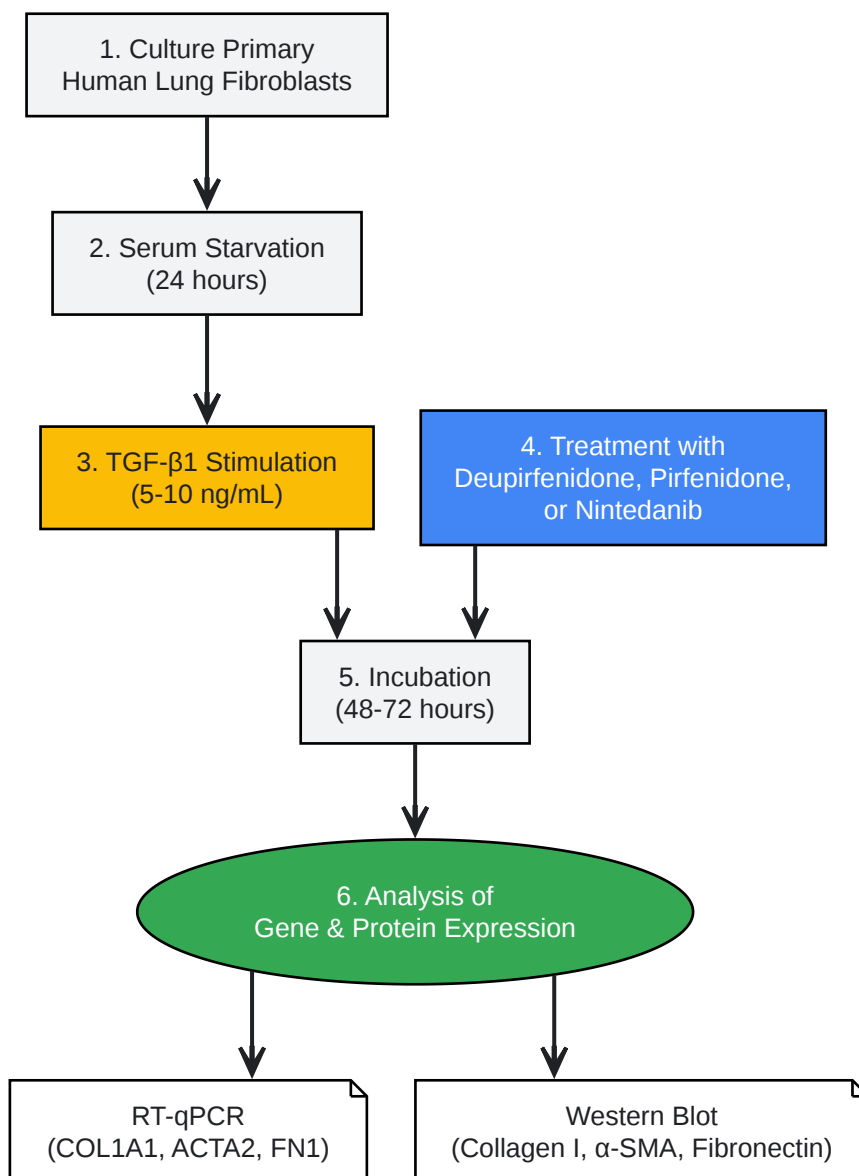 1. Culture Primary
Human Lung Fibroblasts
2. Serum Starvation
(24 hours)
3. TGF-β1 Stimulation
(5-10 ng/mL)
4. Treatment with
Deupirfenidone, Pirfenidone,
or Nintedanib
5. Incubation
(48-72 hours)
6. Analysis of
Gene & Protein Expression
RT-qPCR
(COL1A1, ACTA2, FN1)
Western Blot
(Collagen I, α-SMA, Fibronectin)